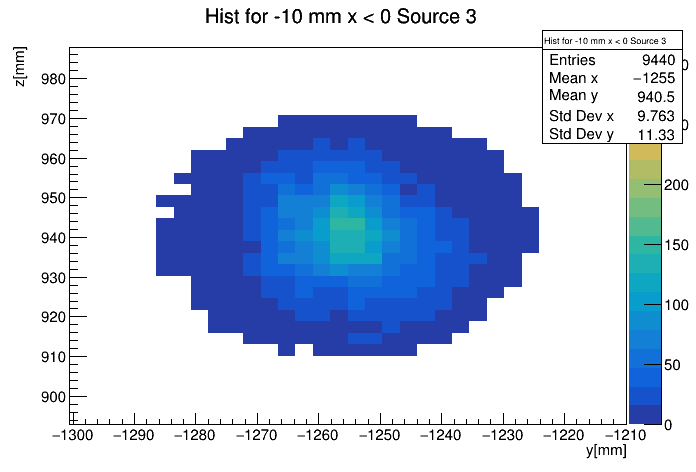 Hist for -10 mm x < 0 Source 3
z[mm]
Hist for -10 mm x < 0 Source 3
Entries 9440
Mean x −1255
Mean y 940.5
Std Dev x 9.763
Std Dev y 11.33
980
970
960
950
940
930
920
910
900
0
0
200
150
100
50
0
−1300 −1290 −1280 −1270 −1260 −1250 −1240 −1230 −1220 −1210
y[mm]